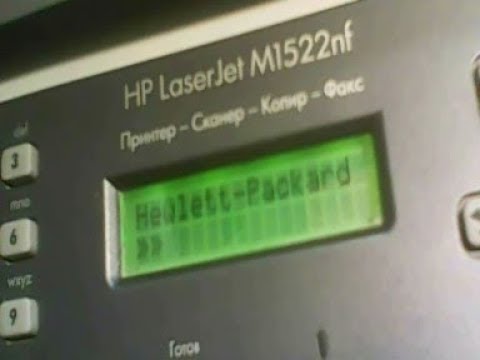 HP LaserJet M1522nf
Принтер – Сканер – Копир – Факс
def
3
Hewlett-Packard
mno
>>
6
wxyz
9
Готов